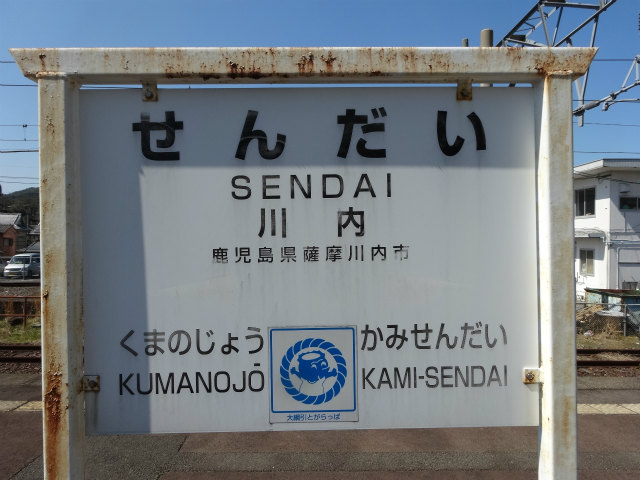 せんだい
SENDAI
川内
鹿児島県薩摩川内市
くまのじょう かみせんだい
KUMANOJŌ KAMI-SENDAI
大綱引とがらっぱ